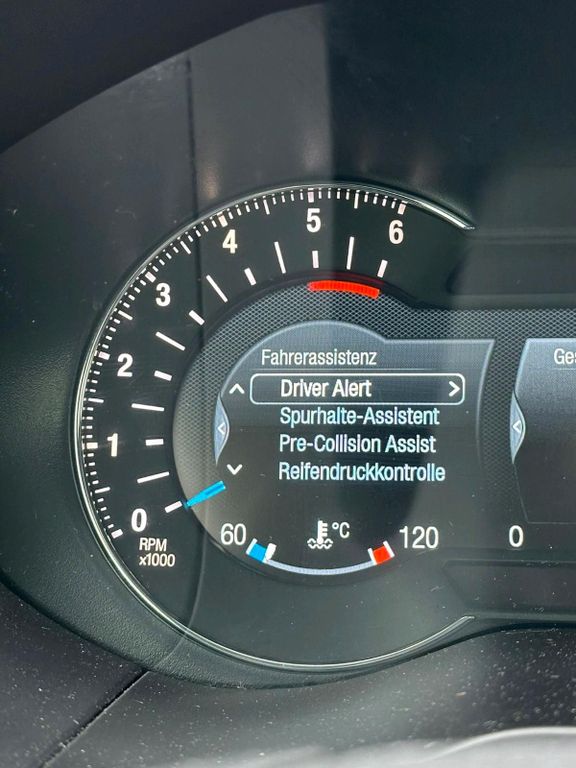 6
5
4
3
2
1
0
RPM
x1000
Fahrerassistenz
Driver Alert
Spurhalte-Assistent
Pre-Collision Assist
Reifendruckkontrolle
60 °C 120
Ges
0